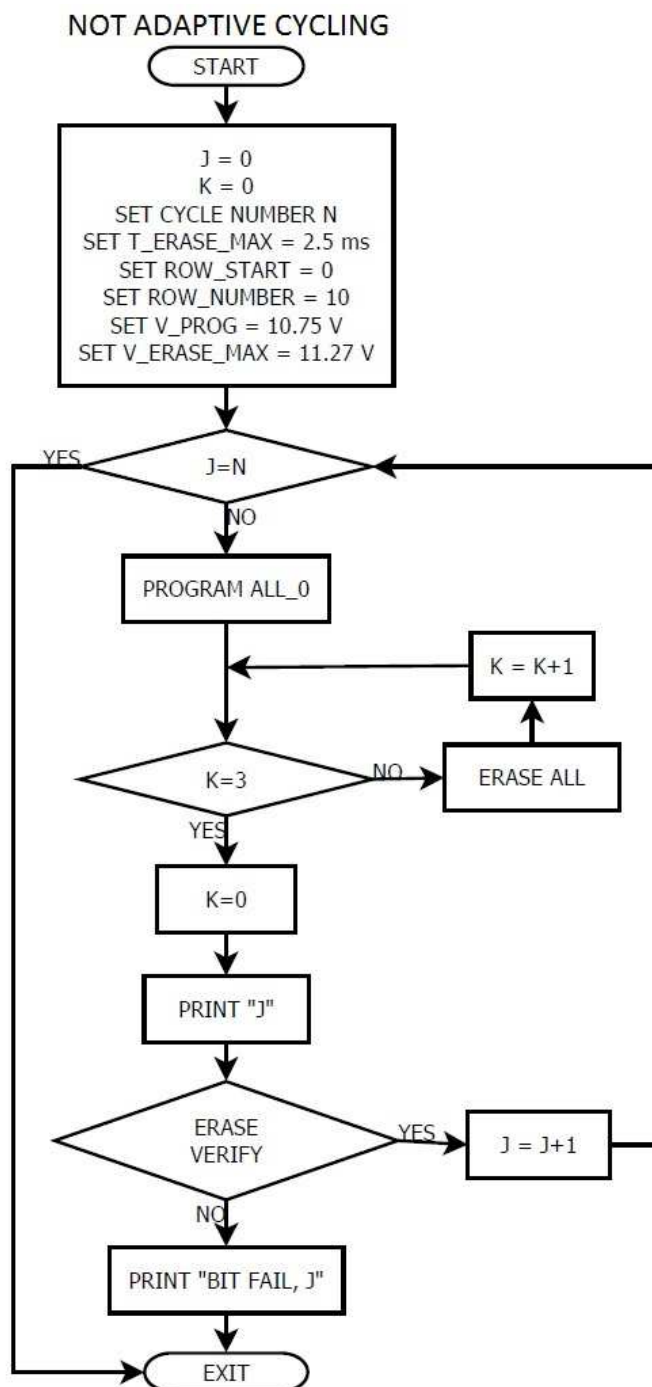 NOT ADAPTIVE CYCLING
START
J = 0
K = 0
SET CYCLE NUMBER N
SET T_ERASE_MAX = 2.5 ms
SET ROW_START = 0
SET ROW_NUMBER = 10
SET V_PROG = 10.75 V
SET V_ERASE_MAX = 11.27 V
YES
J=N
NO
PROGRAM ALL_0
K = K+1
K=3
NO
ERASE ALL
YES
K=0
PRINT "J"
ERASE
VERIFY
YES
J = J+1
NO
PRINT "BIT FAIL, J"
EXIT